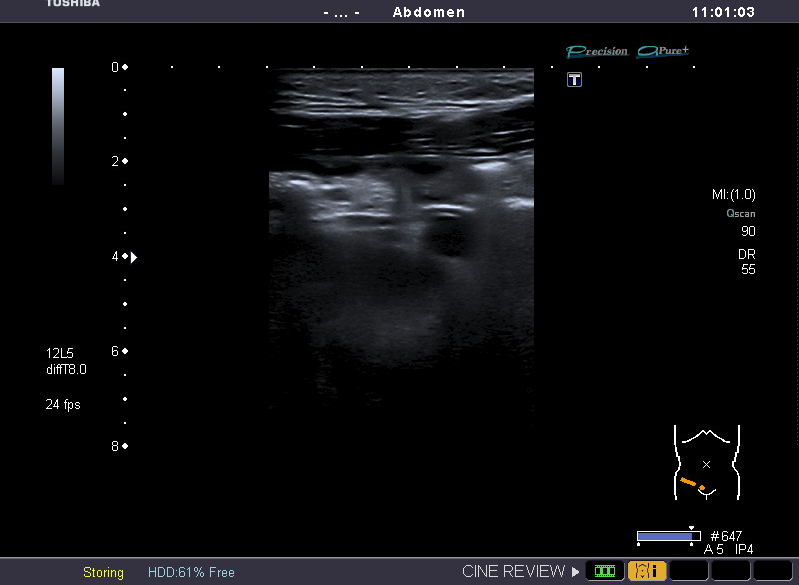 TOSHIBA
- ... - Abdomen 11:01:03
Precision APure+
T
0
2
4
6
8
MI:(1.0)
Qscan
90
DR
55
12L5
diffT8.0
24 fps
#647
A 5 IP4
Storing HDD:61% Free CINE REVIEW
i